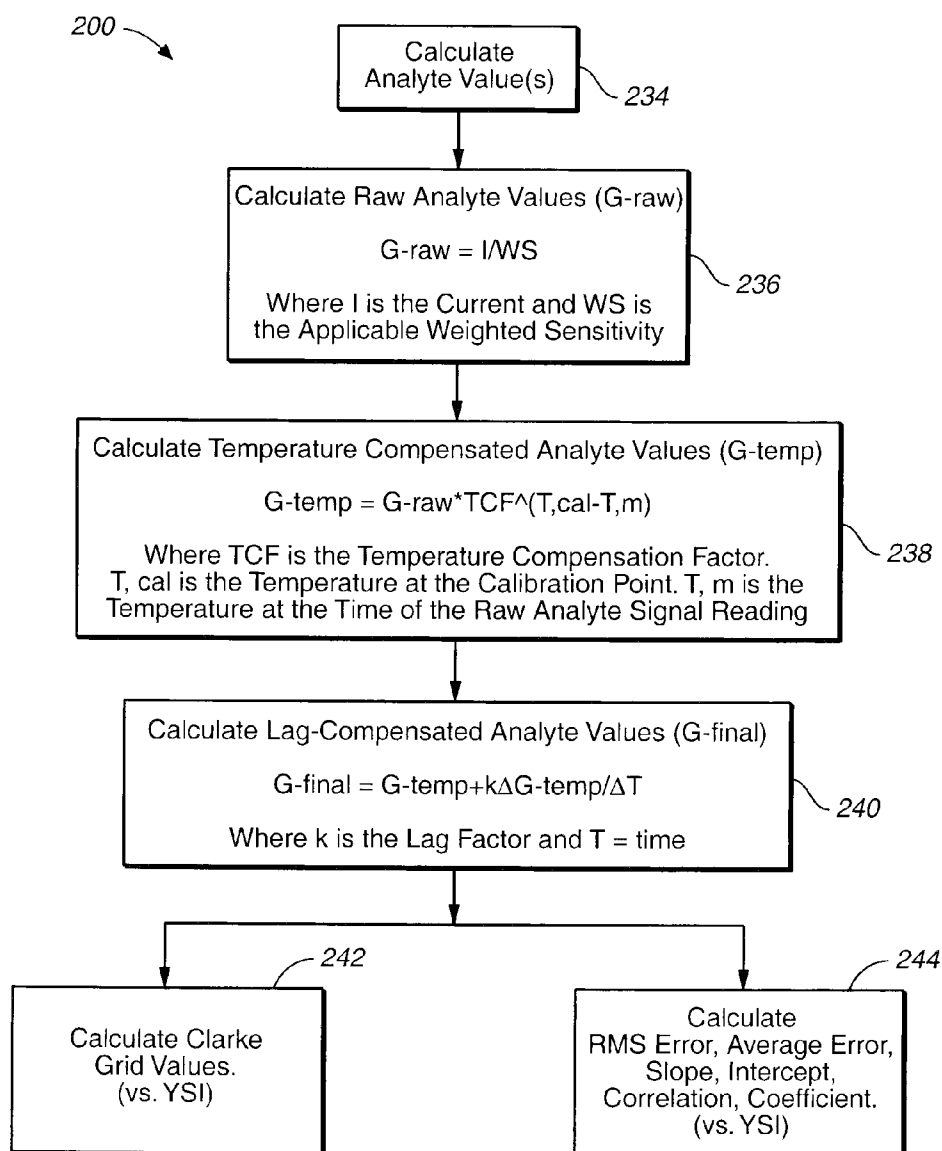 200
Calculate
Analyte Value(s)
234
Calculate Raw Analyte Values (G-raw)
G-raw = I/WS
Where I is the Current and WS is
the Applicable Weighted Sensitivity
236
Calculate Temperature Compensated Analyte Values (G-temp)
G-temp = G-raw*TCF^(T,cal-T,m)
Where TCF is the Temperature Compensation Factor.
T, cal is the Temperature at the Calibration Point. T, m is the
Temperature at the Time of the Raw Analyte Signal Reading
238
Calculate Lag-Compensated Analyte Values (G-final)
G-final = G-temp+kΔG-temp/ΔT
Where k is the Lag Factor and T = time
240
242
Calculate Clarke
Grid Values.
(vs. YSI)
244
Calculate
RMS Error, Average Error,
Slope, Intercept,
Correlation, Coefficient.
(vs. YSI)